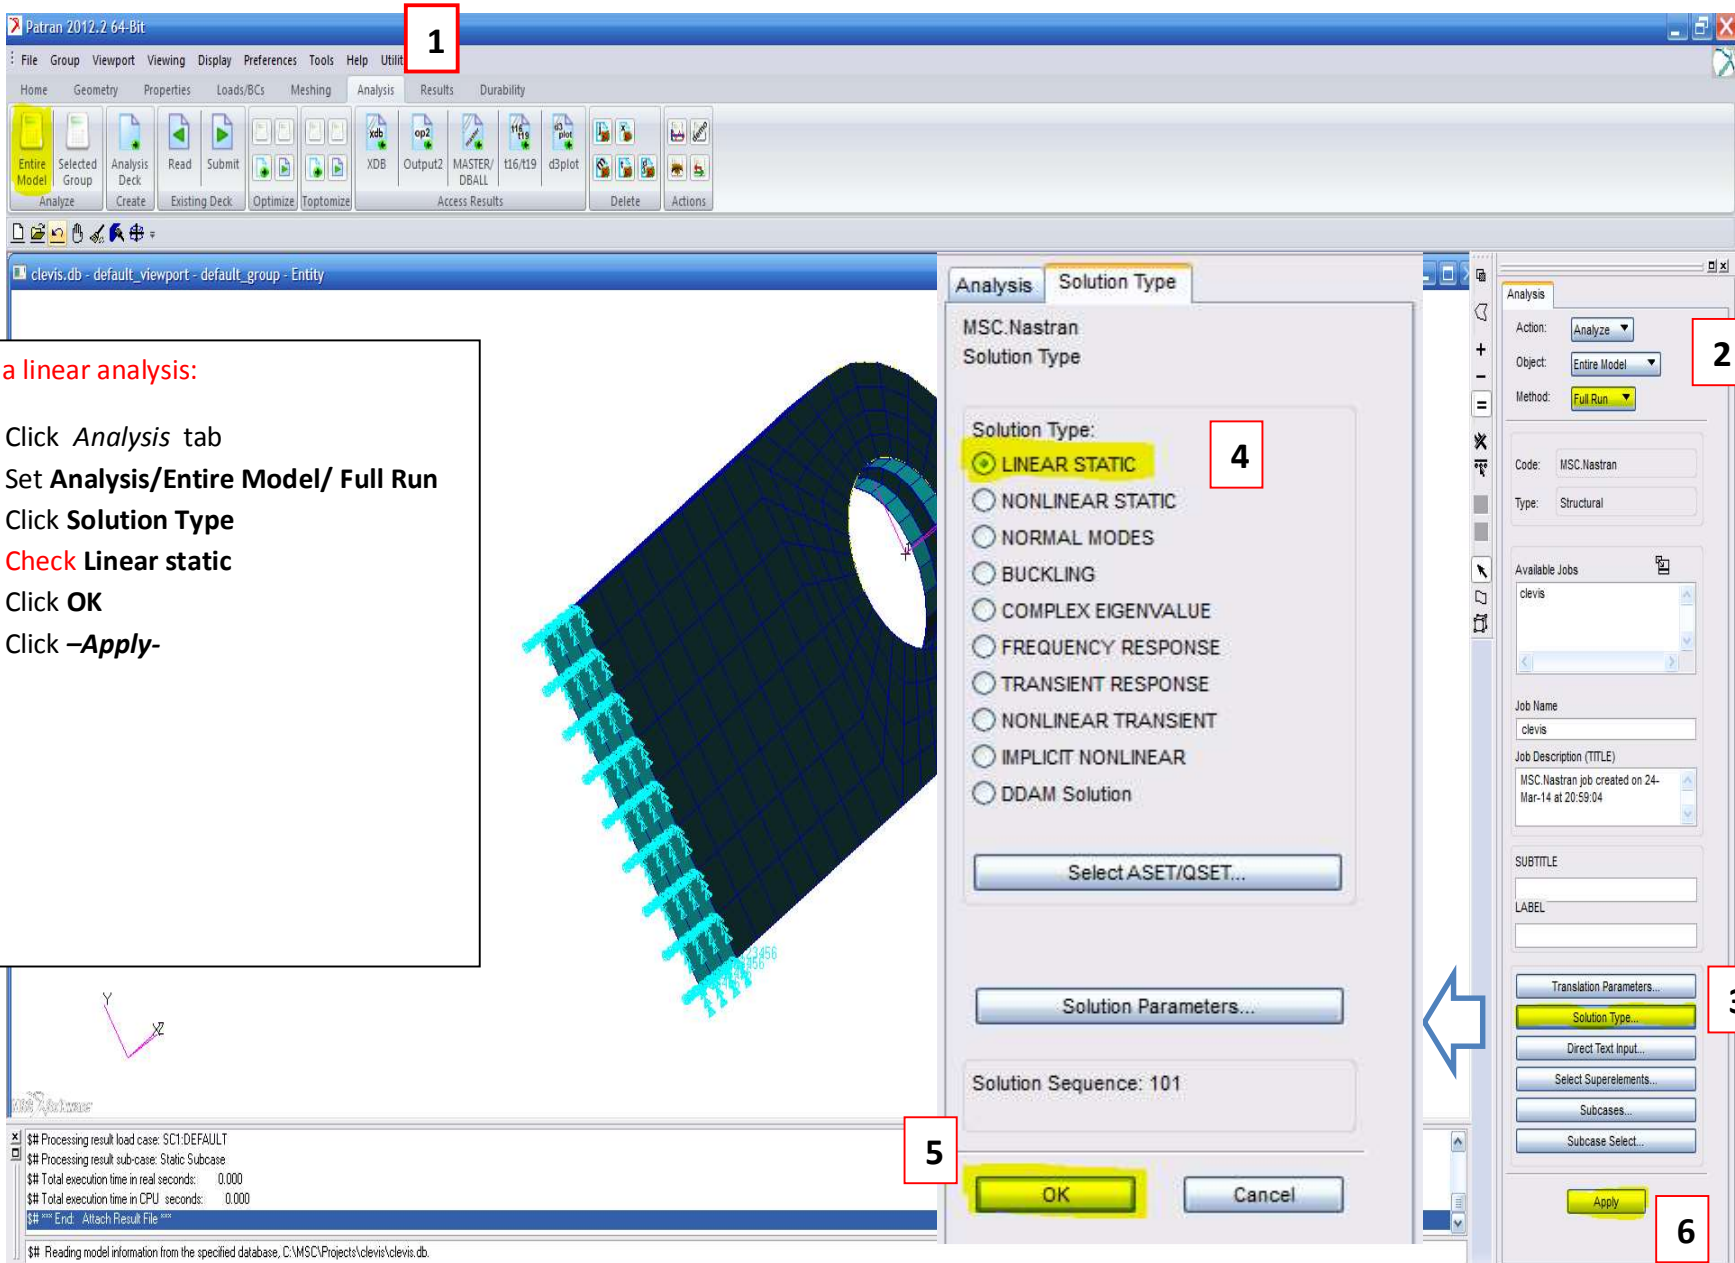 Patran 2012.2 64-Bit
1
File Group Viewport Viewing Display Preferences Tools Help Utilit
Home Geometry Properties Loads/BCs Meshing Analysis Results Durability
xdb op2 t16 t19 d3 plot
Entire Model Selected Group Analysis Deck Read Submit XDB Output2 MASTER/ DBALL t16/t19 d3plot
Analyze Create Existing Deck Optimize Toptomize Access Results Delete Actions
clevis.db - default_viewport - default_group - Entity
a linear analysis:
Click Analysis tab
Set Analysis/Entire Model/ Full Run
Click Solution Type
Check Linear static
Click OK
Click –Apply-
123456
456
Y
XZ
Analysis Solution Type
MSC.Nastran
Solution Type
Solution Type:
4
LINEAR STATIC
NONLINEAR STATIC
NORMAL MODES
BUCKLING
COMPLEX EIGENVALUE
FREQUENCY RESPONSE
TRANSIENT RESPONSE
NONLINEAR TRANSIENT
IMPLICIT NONLINEAR
DDAM Solution
Select ASET/QSET...
Solution Parameters...
Solution Sequence: 101
5
OK Cancel
Analysis
Action: Analyze
2
Object: Entire Model
Method: Full Run
Code: MSC.Nastran
Type: Structural
Available Jobs
clevis
Job Name
clevis
Job Description (TITLE)
MSC.Nastran job created on 24-
Mar-14 at 20:59:04
SUBTITLE
LABEL
Translation Parameters...
3
Solution Type...
Direct Text Input...
Select Superelements...
Subcases...
Subcase Select...
Apply
6
$# Processing result load case: SC1:DEFAULT
$# Processing result sub-case: Static Subcase
$# Total execution time in real seconds: 0.000
$# Total execution time in CPU seconds: 0.000
$# *** End: Attach Result File ***
$# Reading model information from the specified database, C:\MSC\Projects\clevis\clevis.db.